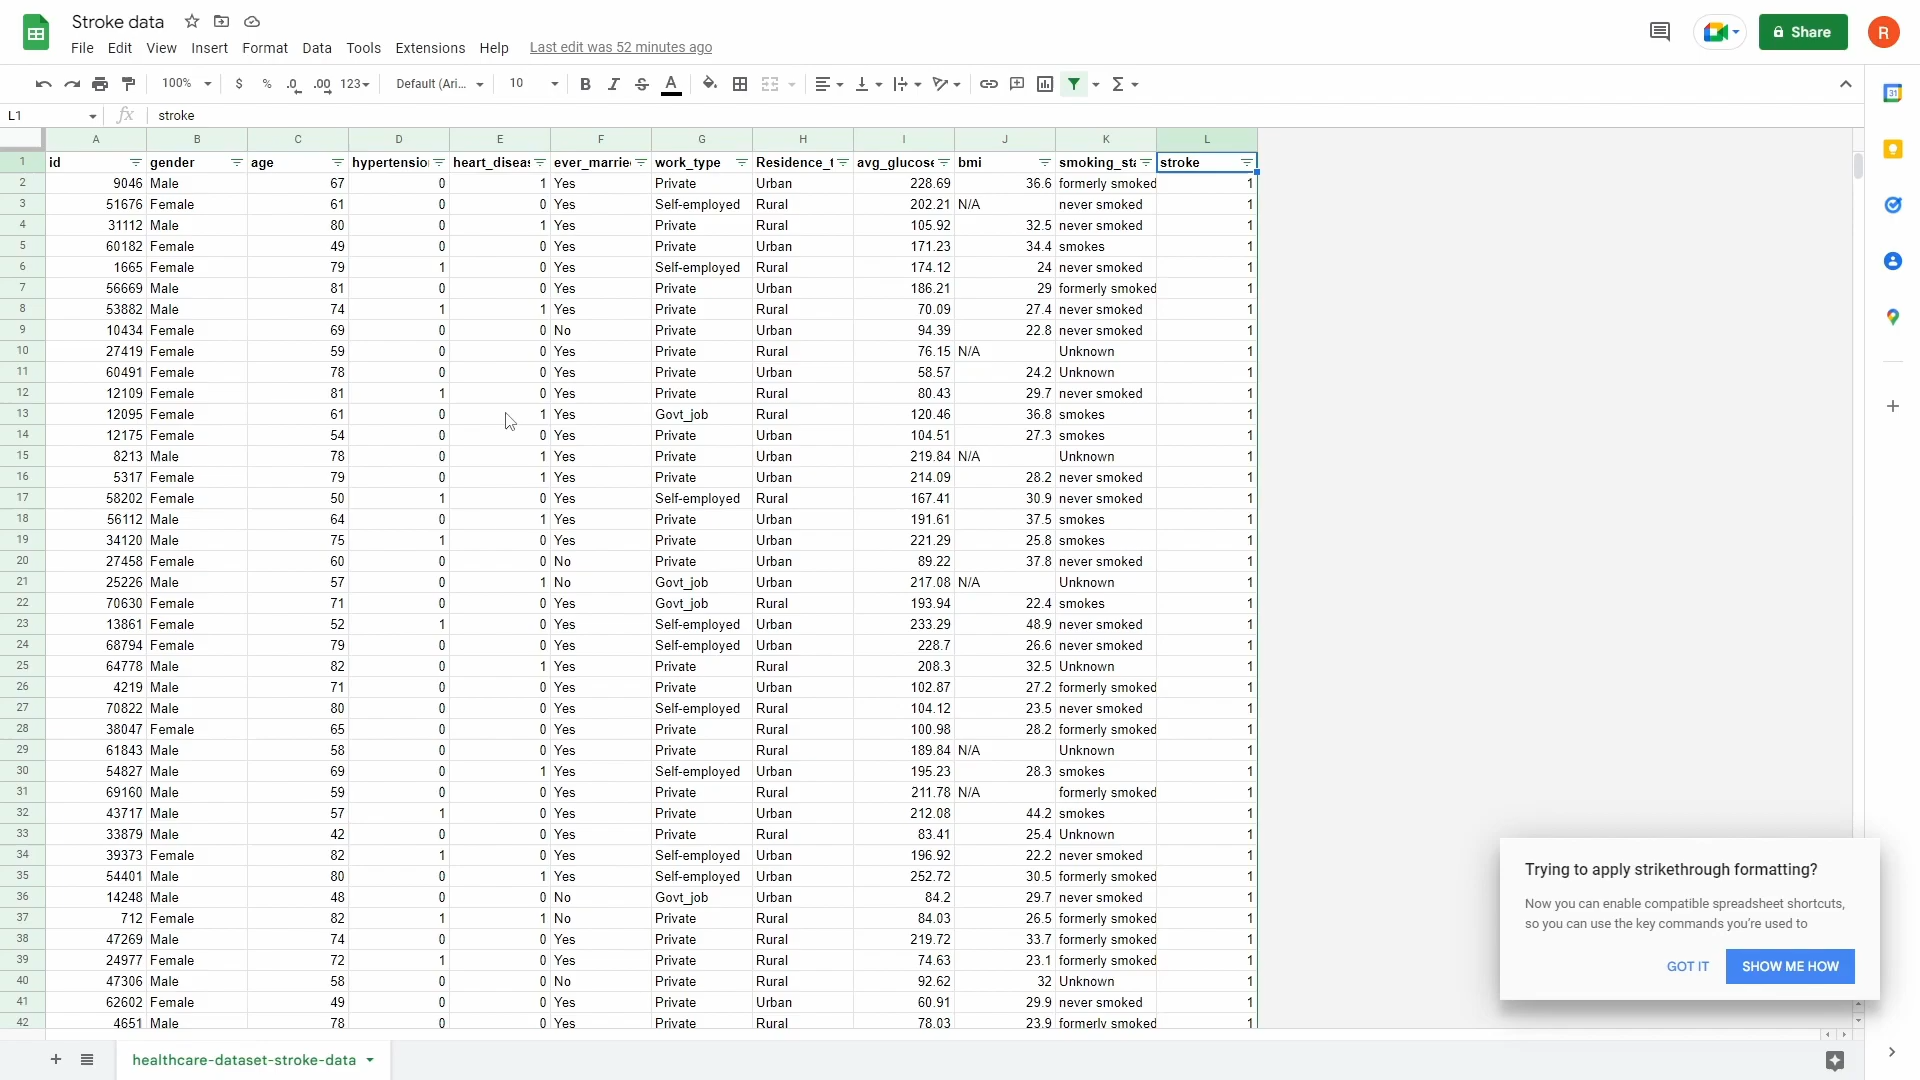 Stroke data
File Edit View Insert Format Data Tools Extensions Help Last edit was 52 minutes ago
Share
R
100% $ % .0 .00 123 Default (Ari... 10 B I S A Σ
31
L1 fx stroke
A B C D E F G H I J K L
1 id gender age hypertensio heart_diseas ever_marrie work_type Residence_t avg_glucose bmi smoking_sta stroke
2 9046 Male 67 0 1 Yes Private Urban 228.69 36.6 formerly smoked 1
3 51676 Female 61 0 0 Yes Self-employed Rural 202.21 N/A never smoked 1
4 31112 Male 80 0 1 Yes Private Rural 105.92 32.5 never smoked 1
5 60182 Female 49 0 0 Yes Private Urban 171.23 34.4 smokes 1
6 1665 Female 79 1 0 Yes Self-employed Rural 174.12 24 never smoked 1
7 56669 Male 81 0 0 Yes Private Urban 186.21 29 formerly smoked 1
8 53882 Male 74 1 1 Yes Private Rural 70.09 27.4 never smoked 1
9 10434 Female 69 0 0 No Private Urban 94.39 22.8 never smoked 1
10 27419 Female 59 0 0 Yes Private Rural 76.15 N/A Unknown 1
11 60491 Female 78 0 0 Yes Private Urban 58.57 24.2 Unknown 1
12 12109 Female 81 1 0 Yes Private Rural 80.43 29.7 never smoked 1
13 12095 Female 61 0 1 Yes Govt_job Rural 120.46 36.8 smokes 1
14 12175 Female 54 0 0 Yes Private Urban 104.51 27.3 smokes 1
15 8213 Male 78 0 1 Yes Private Urban 219.84 N/A Unknown 1
16 5317 Female 79 0 1 Yes Private Urban 214.09 28.2 never smoked 1
17 58202 Female 50 1 0 Yes Self-employed Rural 167.41 30.9 never smoked 1
18 56112 Male 64 0 1 Yes Private Urban 191.61 37.5 smokes 1
19 34120 Male 75 1 0 Yes Private Urban 221.29 25.8 smokes 1
20 27458 Female 60 0 0 No Private Urban 89.22 37.8 never smoked 1
21 25226 Male 57 0 1 No Govt_job Urban 217.08 N/A Unknown 1
22 70630 Female 71 0 0 Yes Govt_job Rural 193.94 22.4 smokes 1
23 13861 Female 52 1 0 Yes Self-employed Urban 233.29 48.9 never smoked 1
24 68794 Female 79 0 0 Yes Self-employed Urban 228.7 26.6 never smoked 1
25 64778 Male 82 0 1 Yes Private Rural 208.3 32.5 Unknown 1
26 4219 Male 71 0 0 Yes Private Urban 102.87 27.2 formerly smoked 1
27 70822 Male 80 0 0 Yes Self-employed Rural 104.12 23.5 never smoked 1
28 38047 Female 65 0 0 Yes Private Rural 100.98 28.2 formerly smoked 1
29 61843 Male 58 0 0 Yes Private Rural 189.84 N/A Unknown 1
30 54827 Male 69 0 1 Yes Self-employed Urban 195.23 28.3 smokes 1
31 69160 Male 59 0 0 Yes Private Rural 211.78 N/A formerly smoked 1
32 43717 Male 57 1 0 Yes Private Urban 212.08 44.2 smokes 1
33 33879 Male 42 0 0 Yes Private Rural 83.41 25.4 Unknown 1
34 39373 Female 82 1 0 Yes Self-employed Urban 196.92 22.2 never smoked 1
35 54401 Male 80 0 1 Yes Self-employed Urban 252.72 30.5 formerly smoked 1
36 14248 Male 48 0 0 No Govt_job Urban 84.2 29.7 never smoked 1
37 712 Female 82 1 1 No Private Rural 84.03 26.5 formerly smoked 1
38 47269 Male 74 0 0 Yes Private Rural 219.72 33.7 formerly smoked 1
39 24977 Female 72 1 0 Yes Private Rural 74.63 23.1 formerly smoked 1
40 47306 Male 58 0 0 No Private Rural 92.62 32 Unknown 1
41 62602 Female 49 0 0 Yes Private Urban 60.91 29.9 never smoked 1
42 4651 Male 78 0 0 Yes Private Rural 78.03 23.9 formerly smoked 1
Trying to apply strikethrough formatting?
Now you can enable compatible spreadsheet shortcuts,
so you can use the key commands you're used to
GOT IT SHOW ME HOW
healthcare-dataset-stroke-data